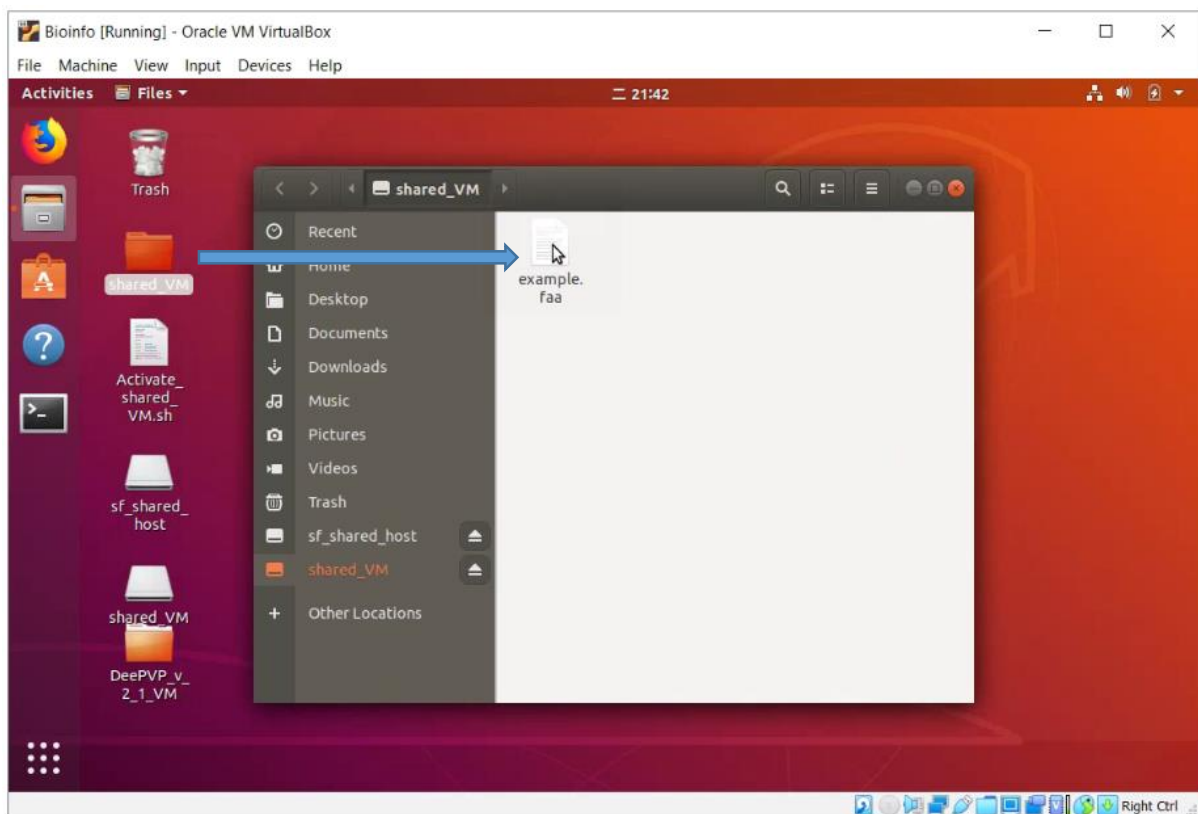 Bioinfo [Running] - Oracle VM VirtualBox
File Machine View Input Devices Help
Activities Files
二 21:42
Trash
shared_VM
Activate_
shared_
VM.sh
sf_shared_
host
shared_VM
DeePVP_v_
2_1_VM
shared_VM
Recent
Home
Desktop
Documents
Downloads
Music
Pictures
Videos
Trash
sf_shared_host
shared_VM
Other Locations
example.
faa
Right Ctrl